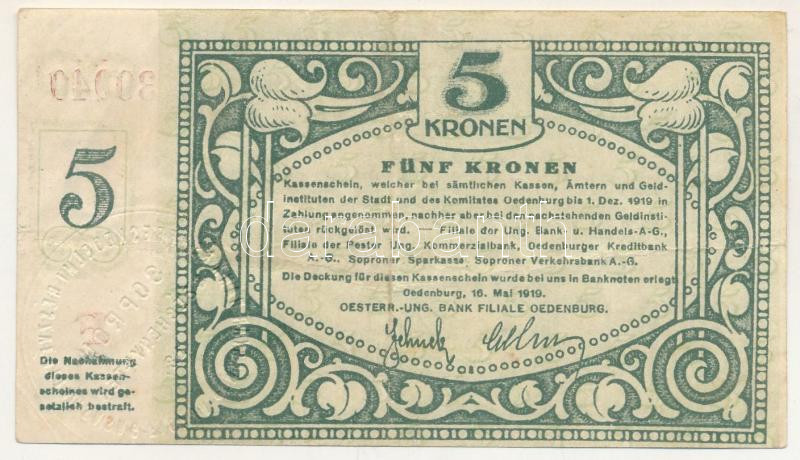 5
KRONEN
FÜNF KRONEN
Kassenschein, welcher bei sämtlichen Kassen, Ämtern und Geld-
instituten der Stadt und des Komitates Oedenburg bis 1. Dez. 1919 in
Zahlung angenommen, nachher aber bei den nachstehenden Geldinsti-
tuten rückgelöst wird. — Filiale der Ung. Bank u. Handels-A-G.,
Filiale der Pester Ung. Kommerzialbank, Oedenburger Kreditbank
A.-G., Soproner Sparkassa, Soproner Verkehrsbank A.-G.
Die Deckung für diesen Kassenschein wurde bei uns in Banknoten erlegt
Oedenburg, 16. Mai 1919.
OESTERR.-UNG. BANK FILIALE OEDENBURG.
5
Die Nachahmung
dieses Kassen-
scheines wird ge-
setzlich bestraft.
darabanth